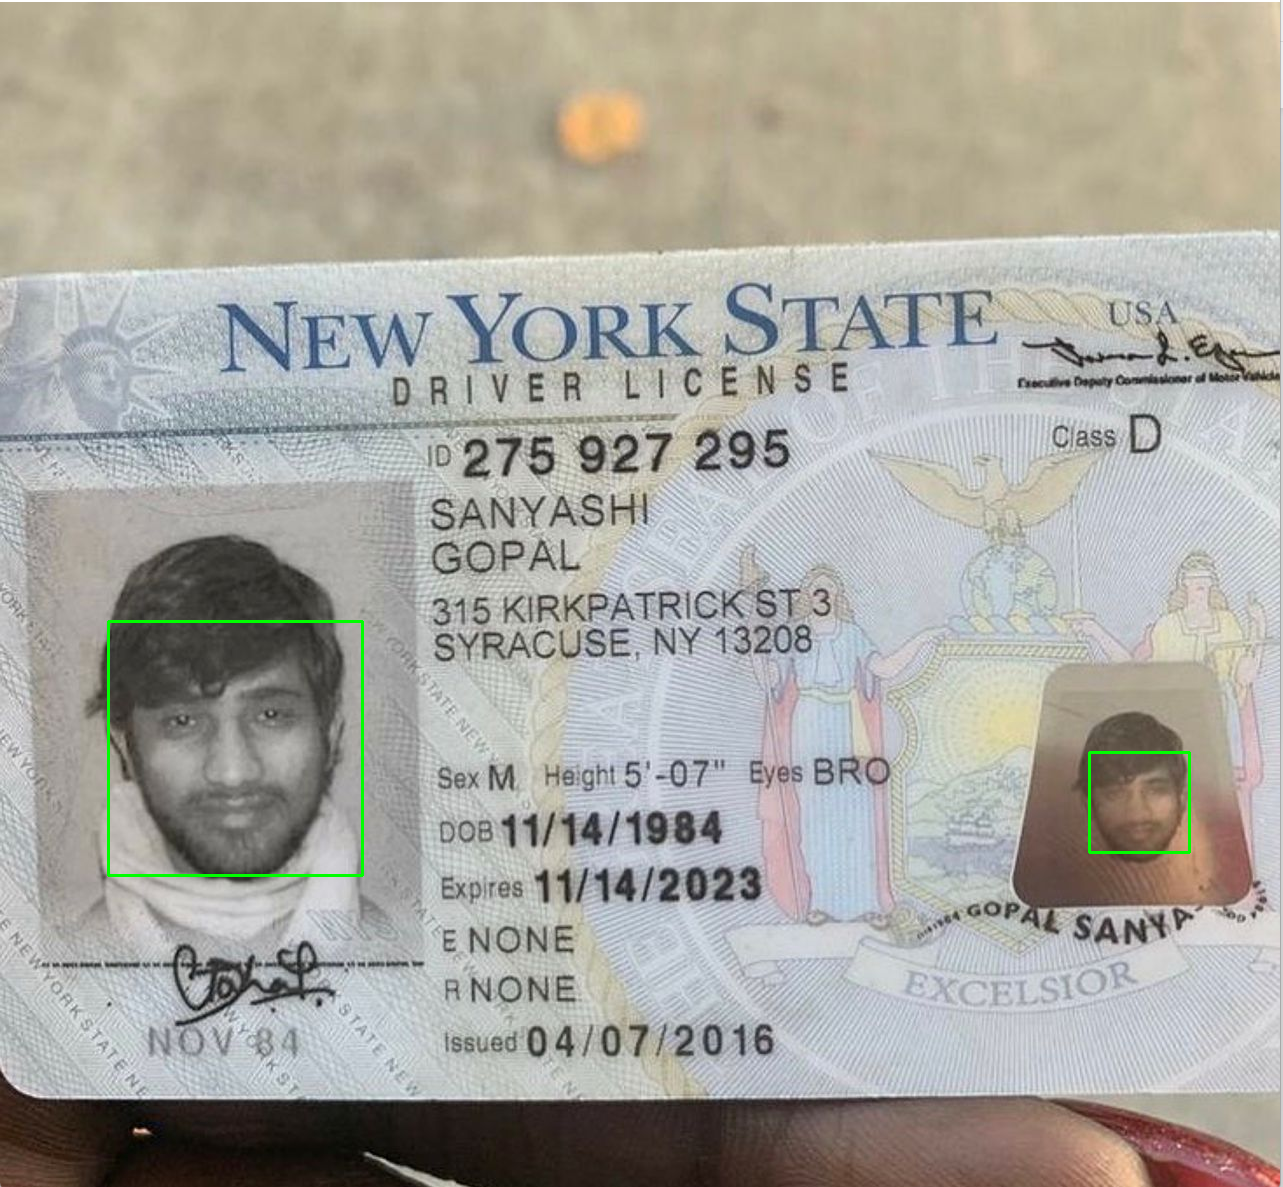 NEW YORK STATE
USA
DRIVER LICENSE
Executive Deputy Commissioner of Motor Vehicle
ID 275 927 295
Class D
SANYASHI
GOPAL
315 KIRKPATRICK ST 3
SYRACUSE, NY 13208
Sex M Height 5'-07" Eyes BRO
DOB 11/14/1984
Expires 11/14/2023
E NONE
R NONE
Issued 04/07/2016
NOV 84
GOPAL SANYA
EXCELSIOR